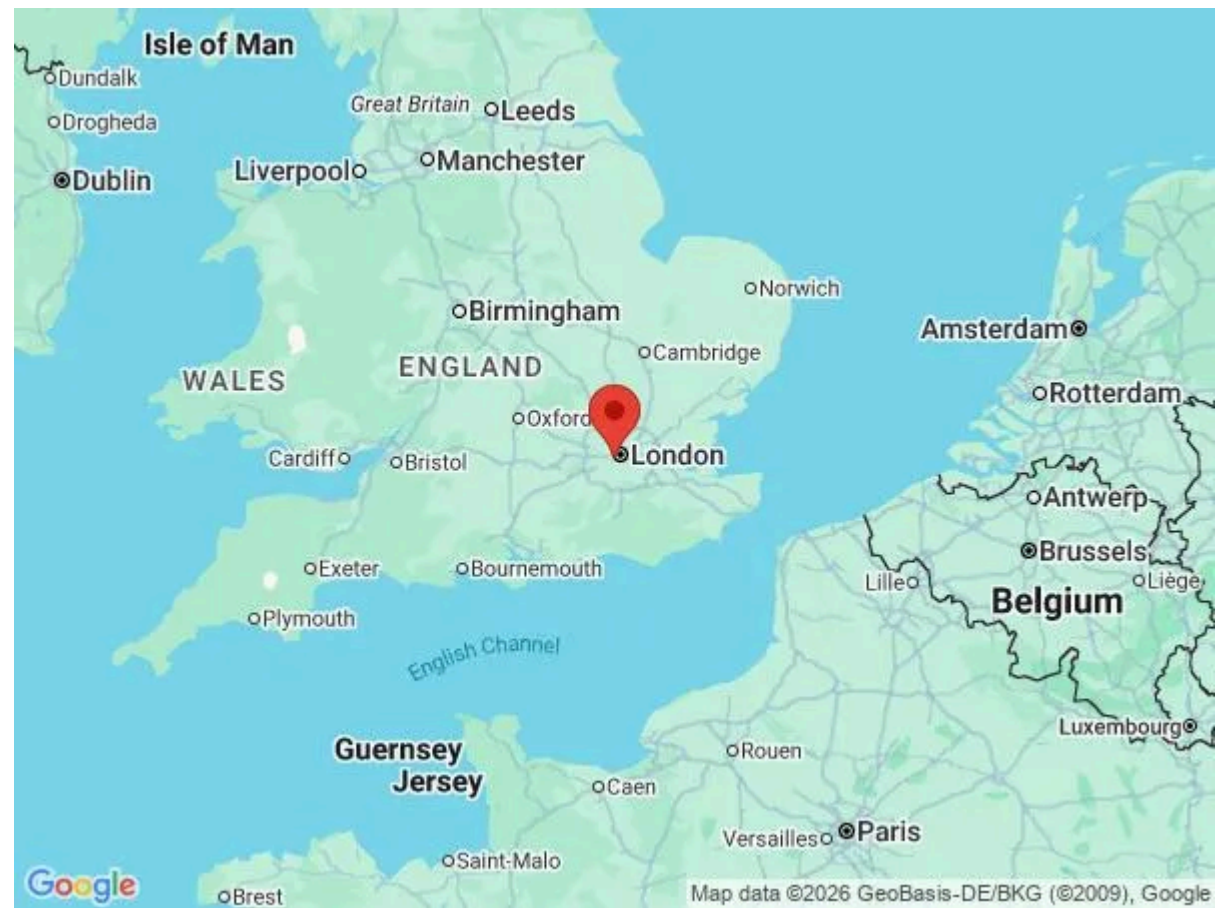 Isle of Man
Dundalk
Great Britain
Leeds
Drogheda
Manchester
Liverpool
Dublin
Norwich
Birmingham
Amsterdam
Cambridge
ENGLAND
WALES
Rotterdam
Oxford
London
Cardiff
Bristol
Antwerp
Brussels
Exeter
Bournemouth
Lille
Liège
Belgium
Plymouth
English Channel
Luxembourg
Guernsey
Rouen
Jersey
Caen
Paris
Versailles
Saint-Malo
Google
Brest
Map data ©2026 GeoBasis-DE/BKG (©2009), Google